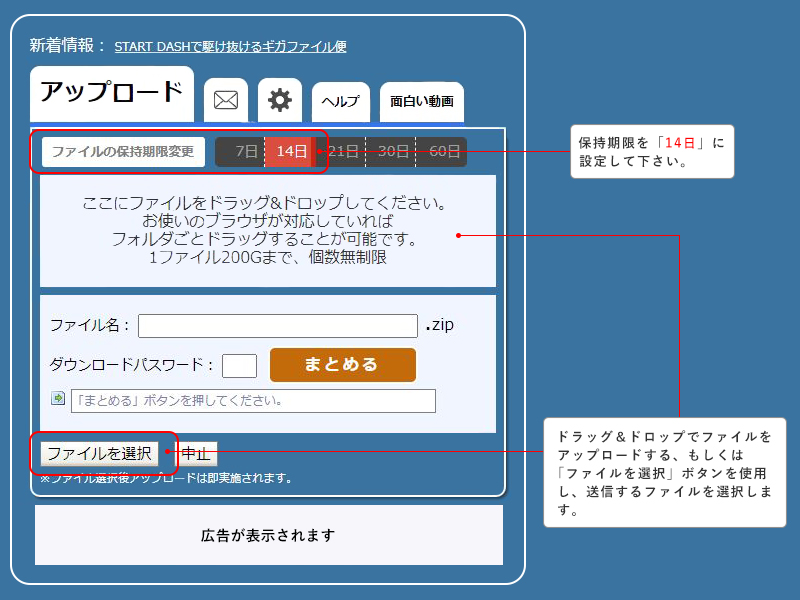 新着情報： START DASHで駆け抜けるギガファイル便
アップロード
ヘルプ
面白い動画
ファイルの保持期限変更
7日
14日
21日
30日
60日
保持期限を「14日」に
設定して下さい。
ここにファイルをドラッグ&ドロップしてください。
お使いのブラウザが対応していれば
フォルダごとドラッグすることが可能です。
1ファイル200Gまで、個数無制限
ファイル名：
.zip
ダウンロードパスワード：
まとめる
「まとめる」ボタンを押してください。
ファイルを選択
中止
※ファイル選択後アップロードは即実施されます。
ドラッグ＆ドロップでファイルを
アップロードする、もしくは
「ファイルを選択」ボタンを使用
し、送信するファイルを選択しま
す。
広告が表示されます